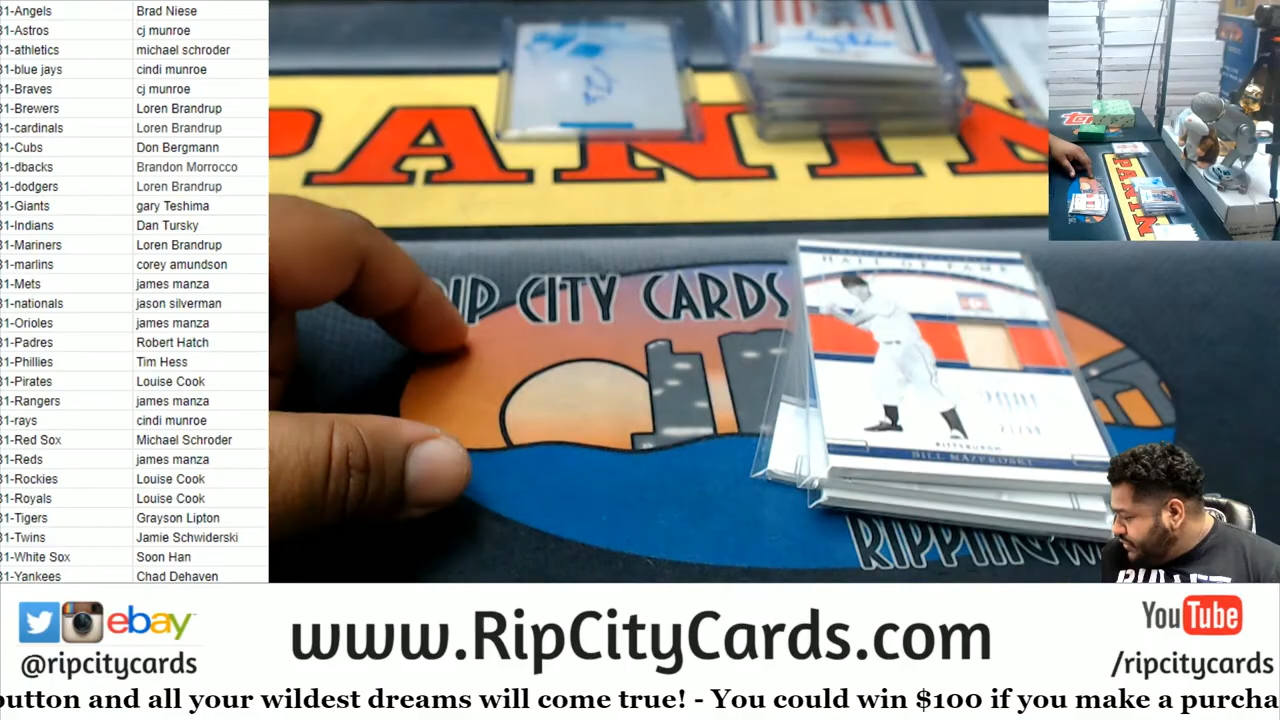 31-Angels Brad Niese
31-Astros cj munroe
31-athletics michael schroder
31-blue jays cindi munroe
31-Braves cj munroe
31-Brewers Loren Brandrup
31-cardinals Loren Brandrup
31-Cubs Don Bergmann
31-dbacks Brandon Morrocco
31-dodgers Loren Brandrup
31-Giants gary Teshima
31-Indians Dan Tursky
31-Mariners Loren Brandrup
31-marlins corey amundson
31-Mets james manza
31-nationals jason silverman
31-Orioles james manza
31-Padres Robert Hatch
31-Phillies Tim Hess
31-Pirates Louise Cook
31-Rangers james manza
31-rays cindi munroe
31-Red Sox Michael Schroder
31-Reds james manza
31-Rockies Louise Cook
31-Royals Louise Cook
31-Tigers Grayson Lipton
31-Twins Jamie Schwiderski
31-White Sox Soon Han
31-Yankees Chad Dehaven
PANINI
RIP CITY CARDS
HALL OF FAME
PITTSBURGH
BILL MAZEROSKI
RIPPIN
PANINI
BULLET
ebay
@ripcitycards
www.RipCityCards.com
YouTube
/ripcitycards
button and all your wildest dreams will come true! - You could win $100 if you make a purcha